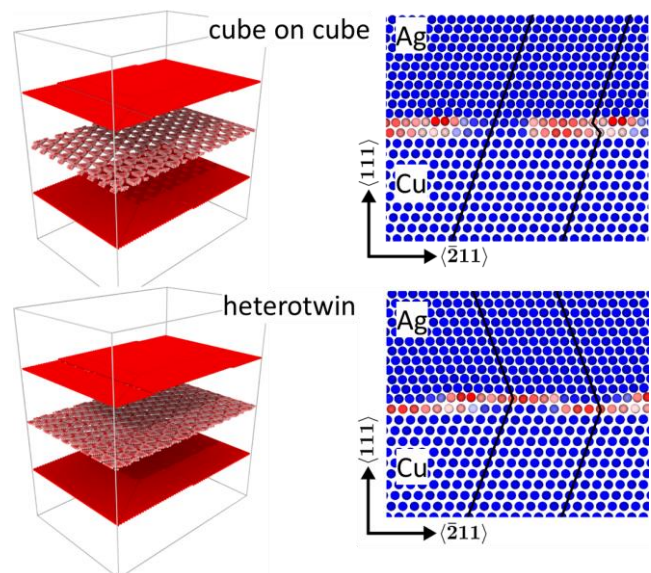 cube on cube
Ag
Cu
⟨111⟩
⟨2̄11⟩
heterotwin
Ag
Cu
⟨111⟩
⟨2̄11⟩